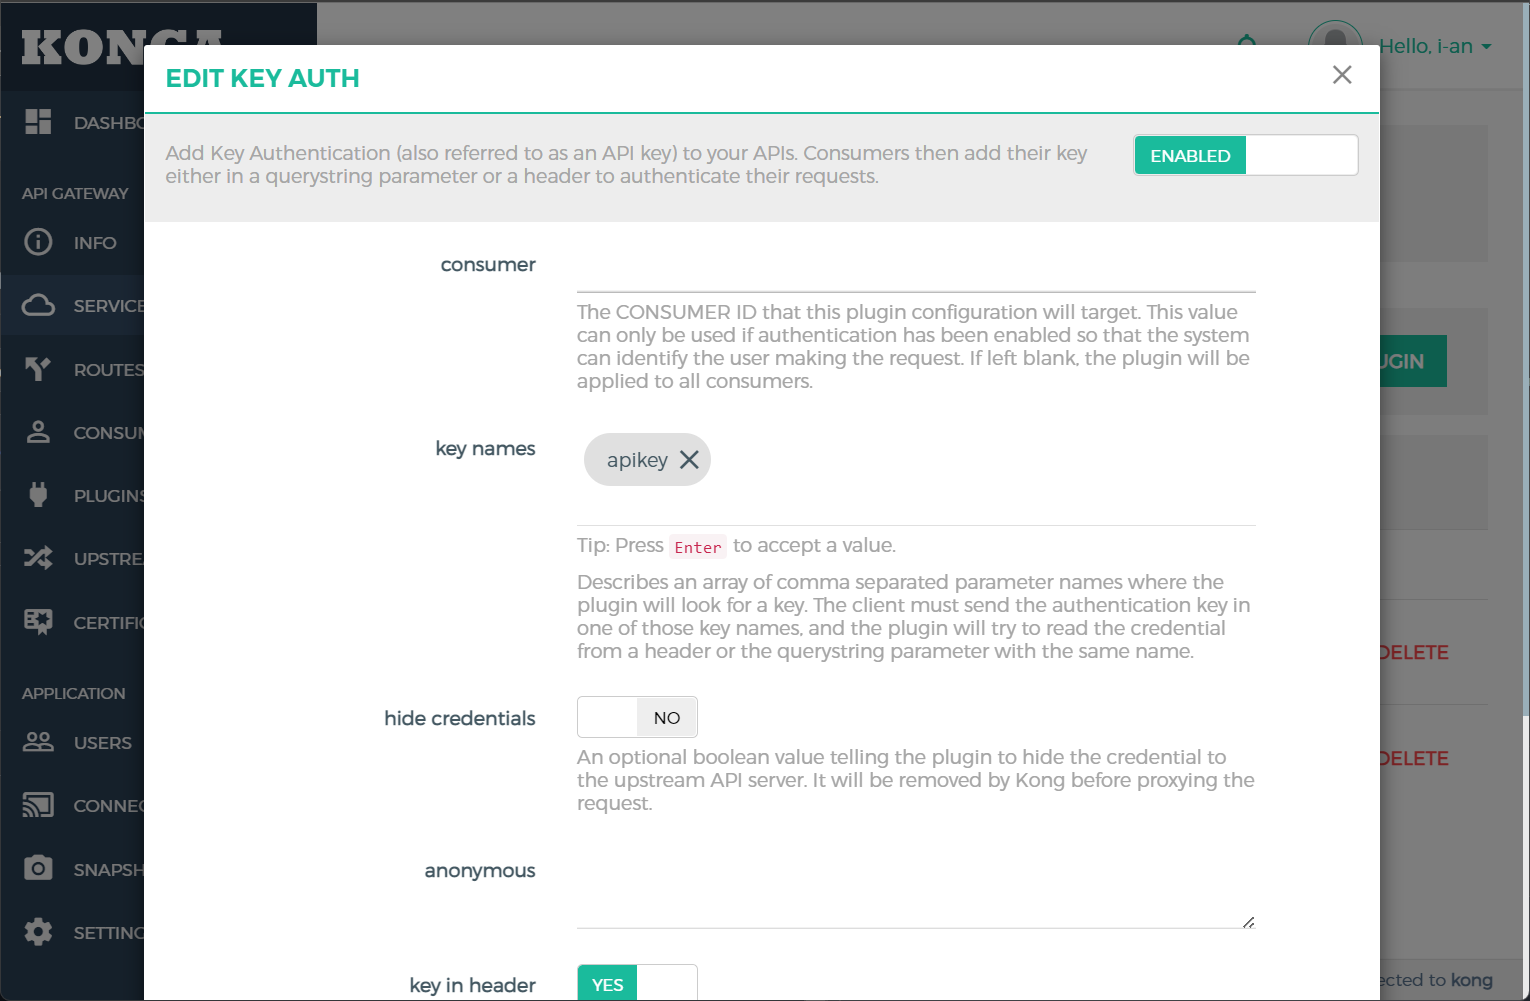 KONGA
Hello, i-an
EDIT KEY AUTH
DASHBO
Add Key Authentication (also referred to as an API key) to your APIs. Consumers then add their key
either in a querystring parameter or a header to authenticate their requests.
ENABLED
API GATEWAY
INFO
SERVICE
ROUTES
CONSUM
PLUGINS
UPSTREA
CERTIFIC
APPLICATION
USERS
CONNEC
SNAPSH
SETTING
consumer
The CONSUMER ID that this plugin configuration will target. This value
can only be used if authentication has been enabled so that the system
can identify the user making the request. If left blank, the plugin will be
applied to all consumers.
UGIN
key names
apikey
Tip: Press Enter to accept a value.
Describes an array of comma separated parameter names where the
plugin will look for a key. The client must send the authentication key in
one of those key names, and the plugin will try to read the credential
from a header or the querystring parameter with the same name.
DELETE
hide credentials
NO
An optional boolean value telling the plugin to hide the credential to
the upstream API server. It will be removed by Kong before proxying the
request.
DELETE
anonymous
key in header
YES
ected to kong